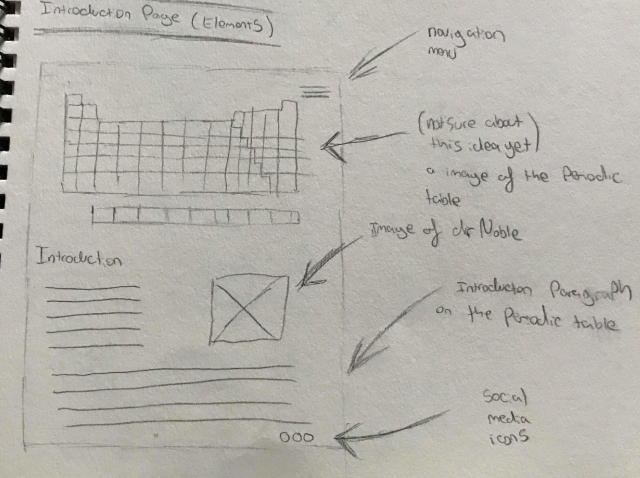 Introduction Page (Elements)
navigation
menu
(not sure about
this idea yet)
a image of the Periodic
table
Image of dr Noble
Introduction
Introducton Paragraph
on the Periodic table
Social
media
icons